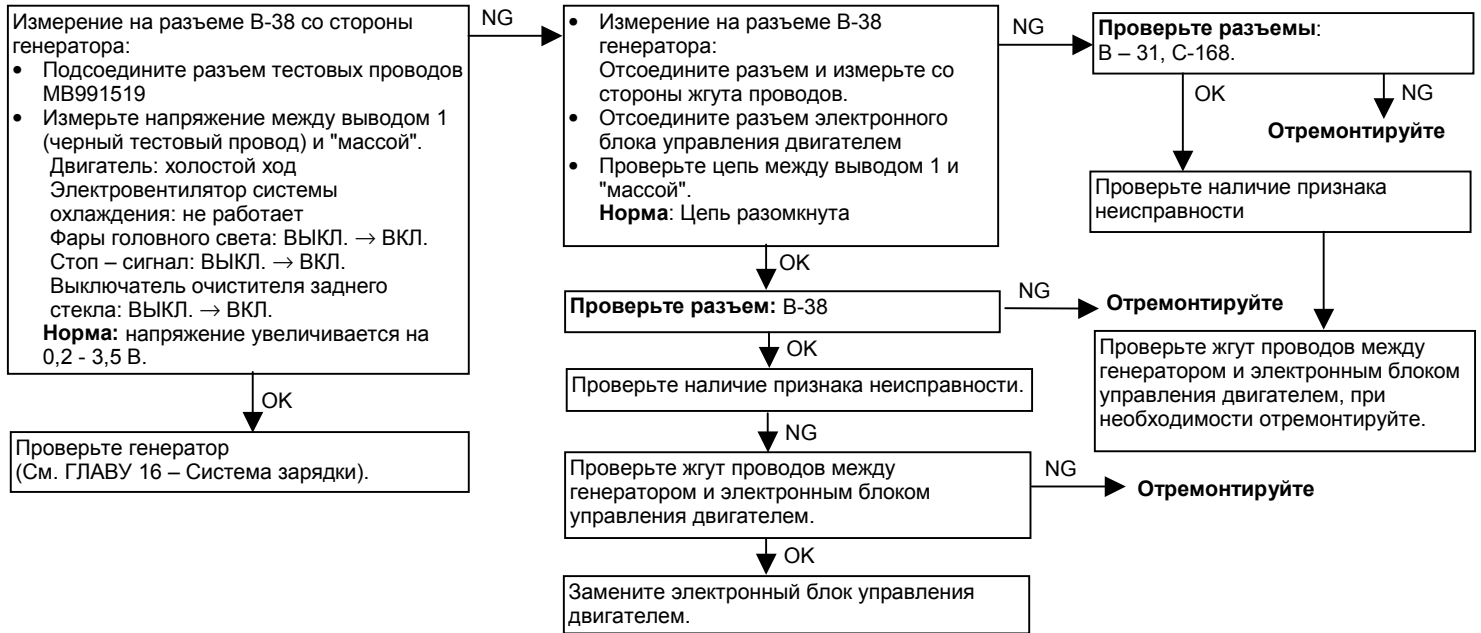 Измерение на разъеме В-38 со стороны
генератора:
• Подсоедините разъем тестовых проводов
МВ991519
• Измерьте напряжение между выводом 1
(черный тестовый провод) и "массой".
Двигатель: холостой ход
Электровентилятор системы
охлаждения: не работает
Фары головного света: ВЫКЛ. → ВКЛ.
Стоп – сигнал: ВЫКЛ. → ВКЛ.
Выключатель очистителя заднего
стекла: ВЫКЛ. → ВКЛ.
Норма: напряжение увеличивается на
0,2 - 3,5 В.
OK
Проверьте генератор
(См. ГЛАВУ 16 – Система зарядки).
NG
• Измерение на разъеме В-38
генератора:
Отсоедините разъем и измерьте со
стороны жгута проводов.
• Отсоедините разъем электронного
блока управления двигателем
• Проверьте цепь между выводом 1 и
"массой".
Норма: Цепь разомкнута
OK
Проверьте разъем: В-38
NG
Отремонтируйте
OK
Проверьте наличие признака неисправности.
NG
Проверьте жгут проводов между
генератором и электронным блоком
управления двигателем.
NG
Отремонтируйте
OK
Замените электронный блок управления
двигателем.
NG
Проверьте разъемы:
В – 31, С-168.
OK
NG
Отремонтируйте
Проверьте наличие признака
неисправности
Проверьте жгут проводов между
генератором и электронным блоком
управления двигателем, при
необходимости отремонтируйте.